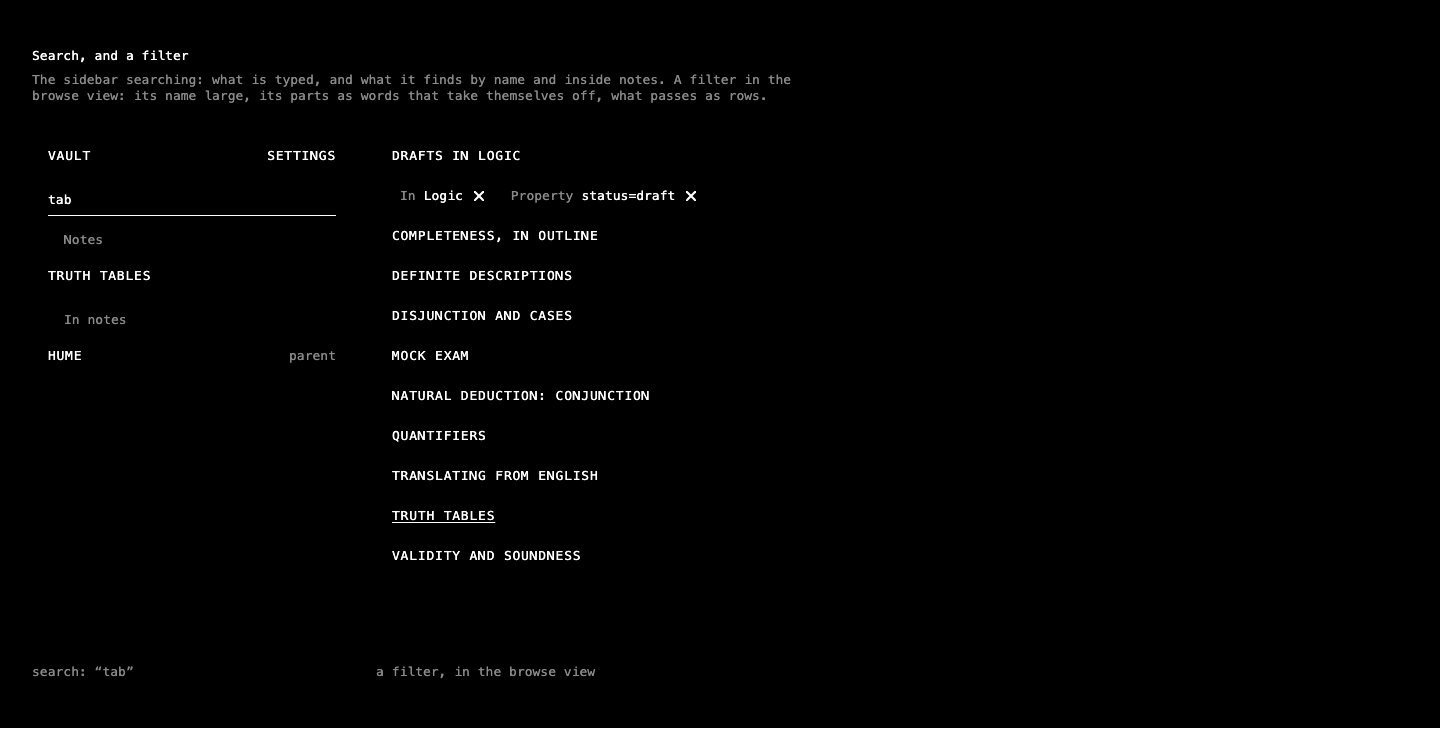 Search, and a filter
The sidebar searching: what is typed, and what it finds by name and inside notes. A filter in the
browse view: its name large, its parts as words that take themselves off, what passes as rows.
VAULT SETTINGS
tab
Notes
TRUTH TABLES
In notes
HUME parent
DRAFTS IN LOGIC
In Logic ✕ Property status=draft ✕
COMPLETENESS, IN OUTLINE
DEFINITE DESCRIPTIONS
DISJUNCTION AND CASES
MOCK EXAM
NATURAL DEDUCTION: CONJUNCTION
QUANTIFIERS
TRANSLATING FROM ENGLISH
TRUTH TABLES
VALIDITY AND SOUNDNESS
search: “tab”
a filter, in the browse view